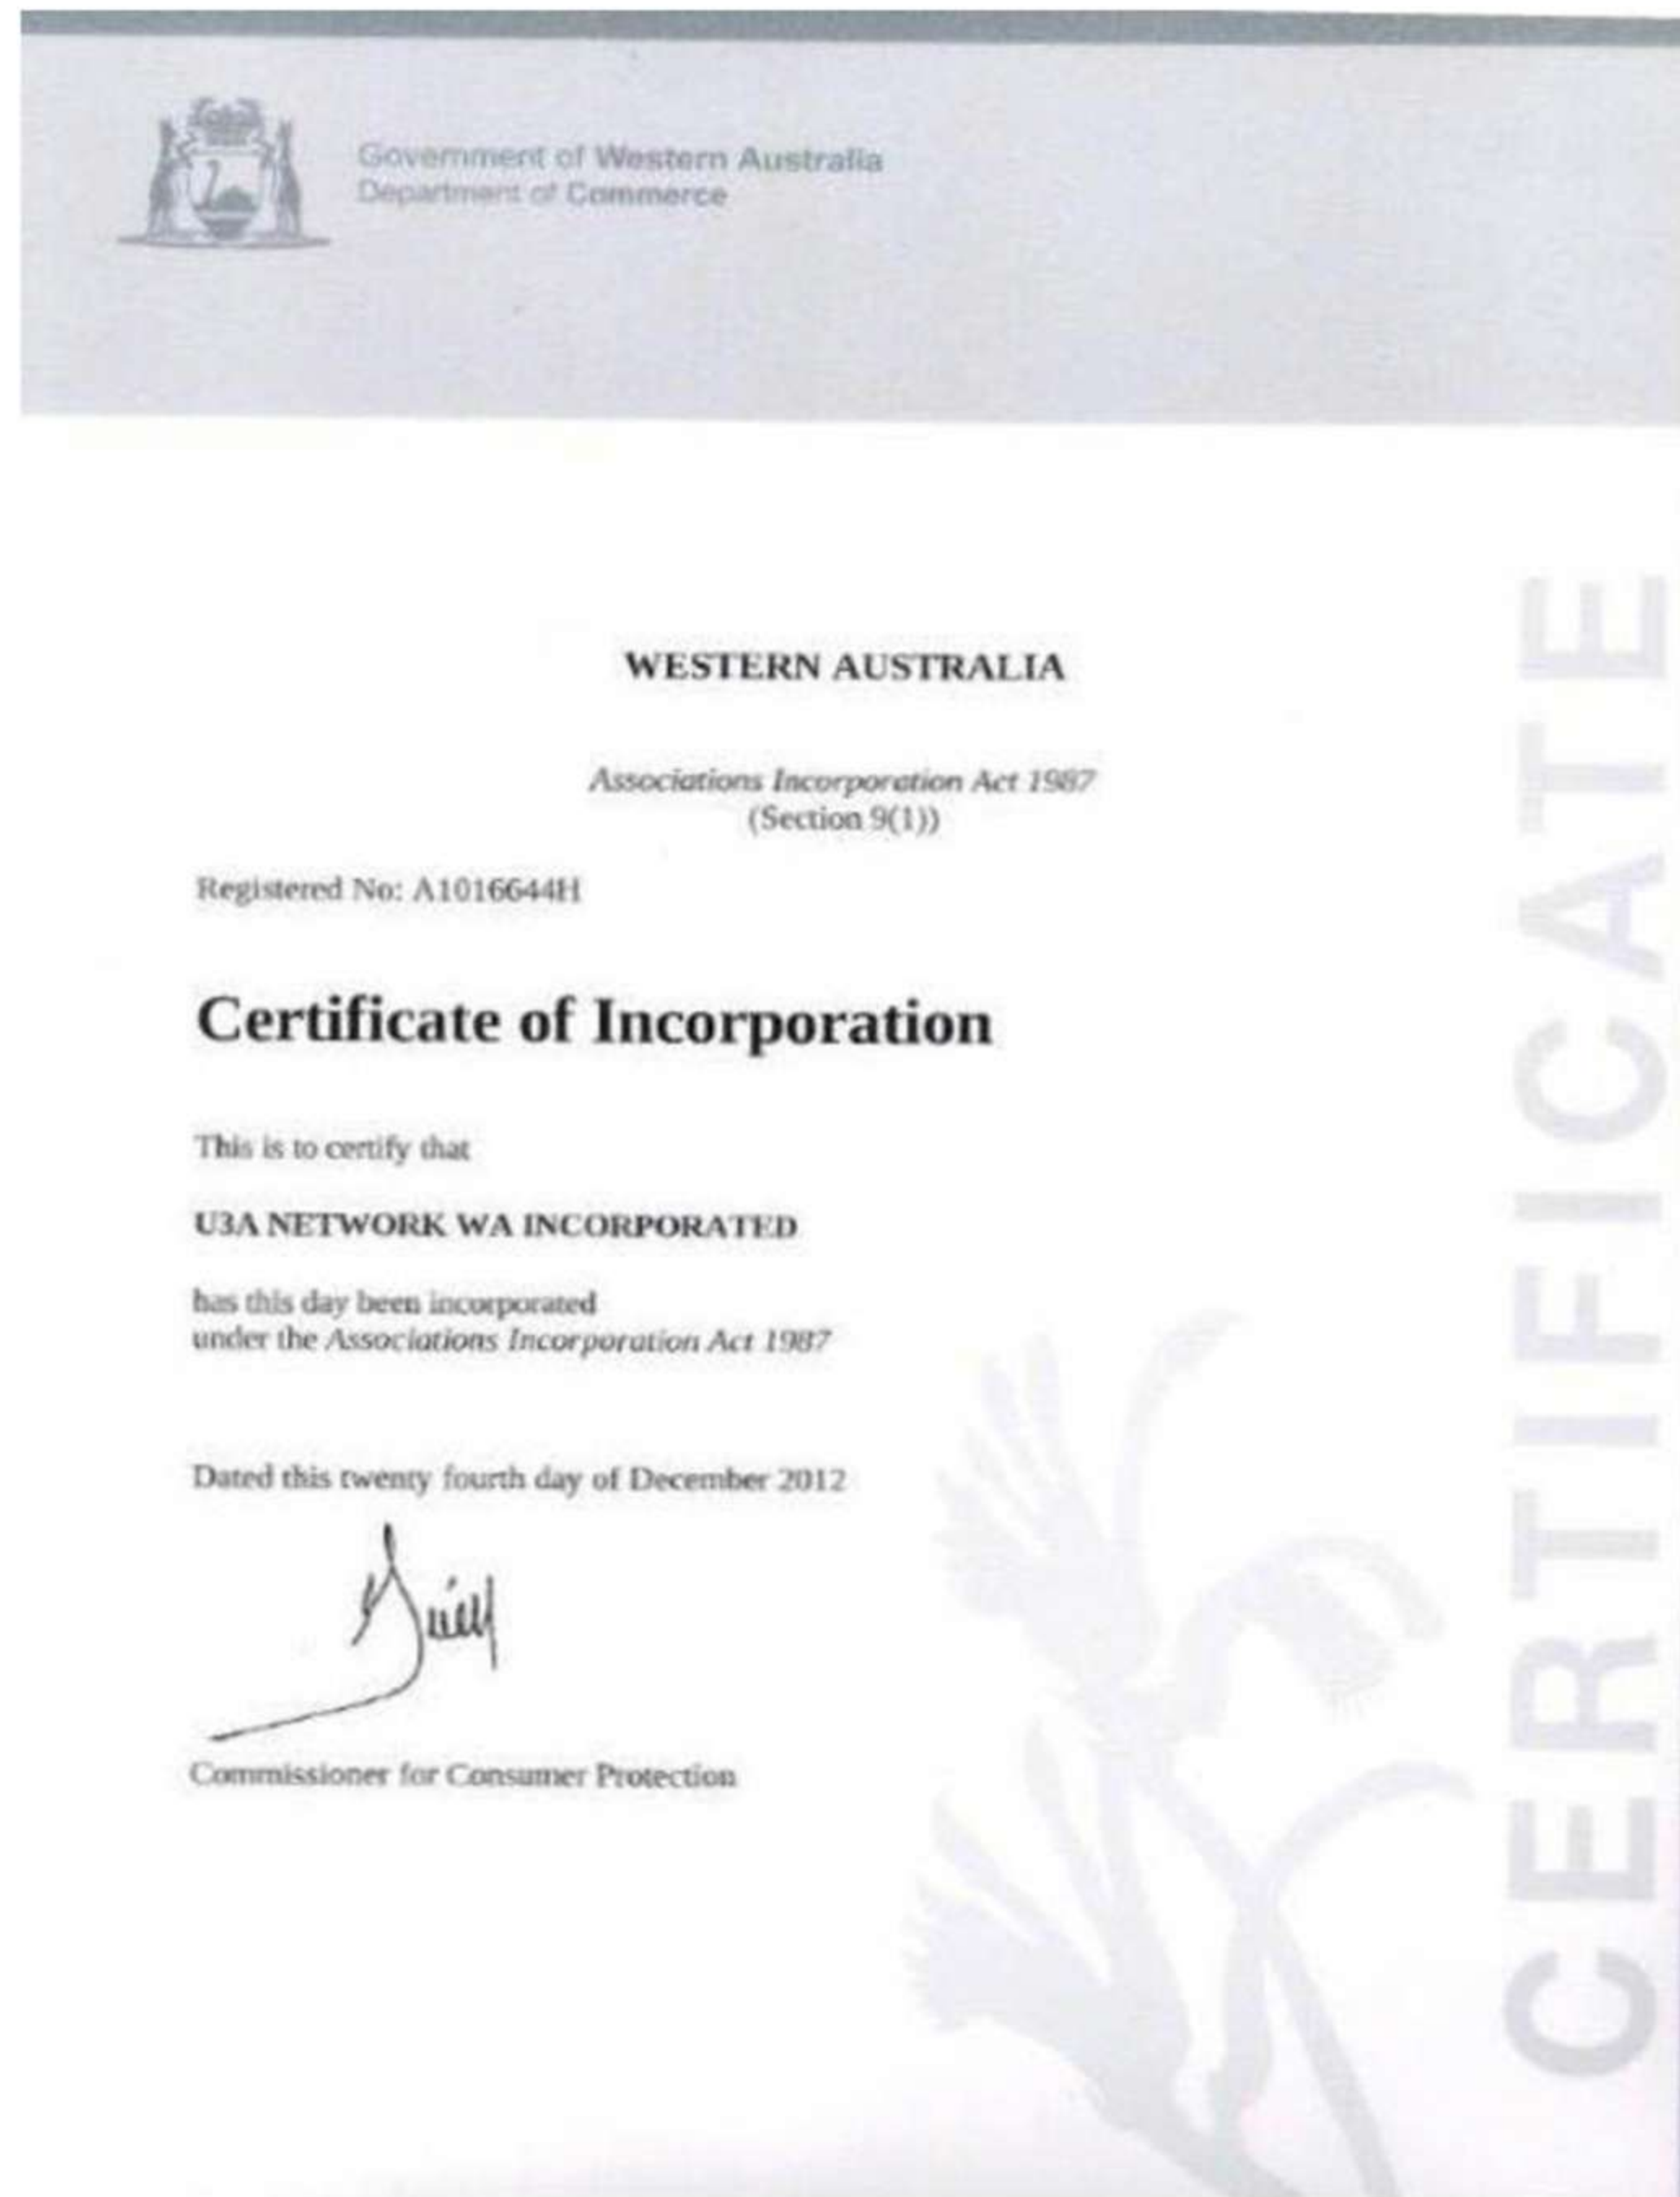 Government of Western Australia
Department of Commerce
WESTERN AUSTRALIA
Associations Incorporation Act 1987
(Section 9(1))
Registered No: A1016644H
Certificate of Incorporation
This is to certify that
U3A NETWORK WA INCORPORATED
has this day been incorporated
under the Associations Incorporation Act 1987
Dated this twenty fourth day of December 2012
Commissioner for Consumer Protection
CERTIFICATE